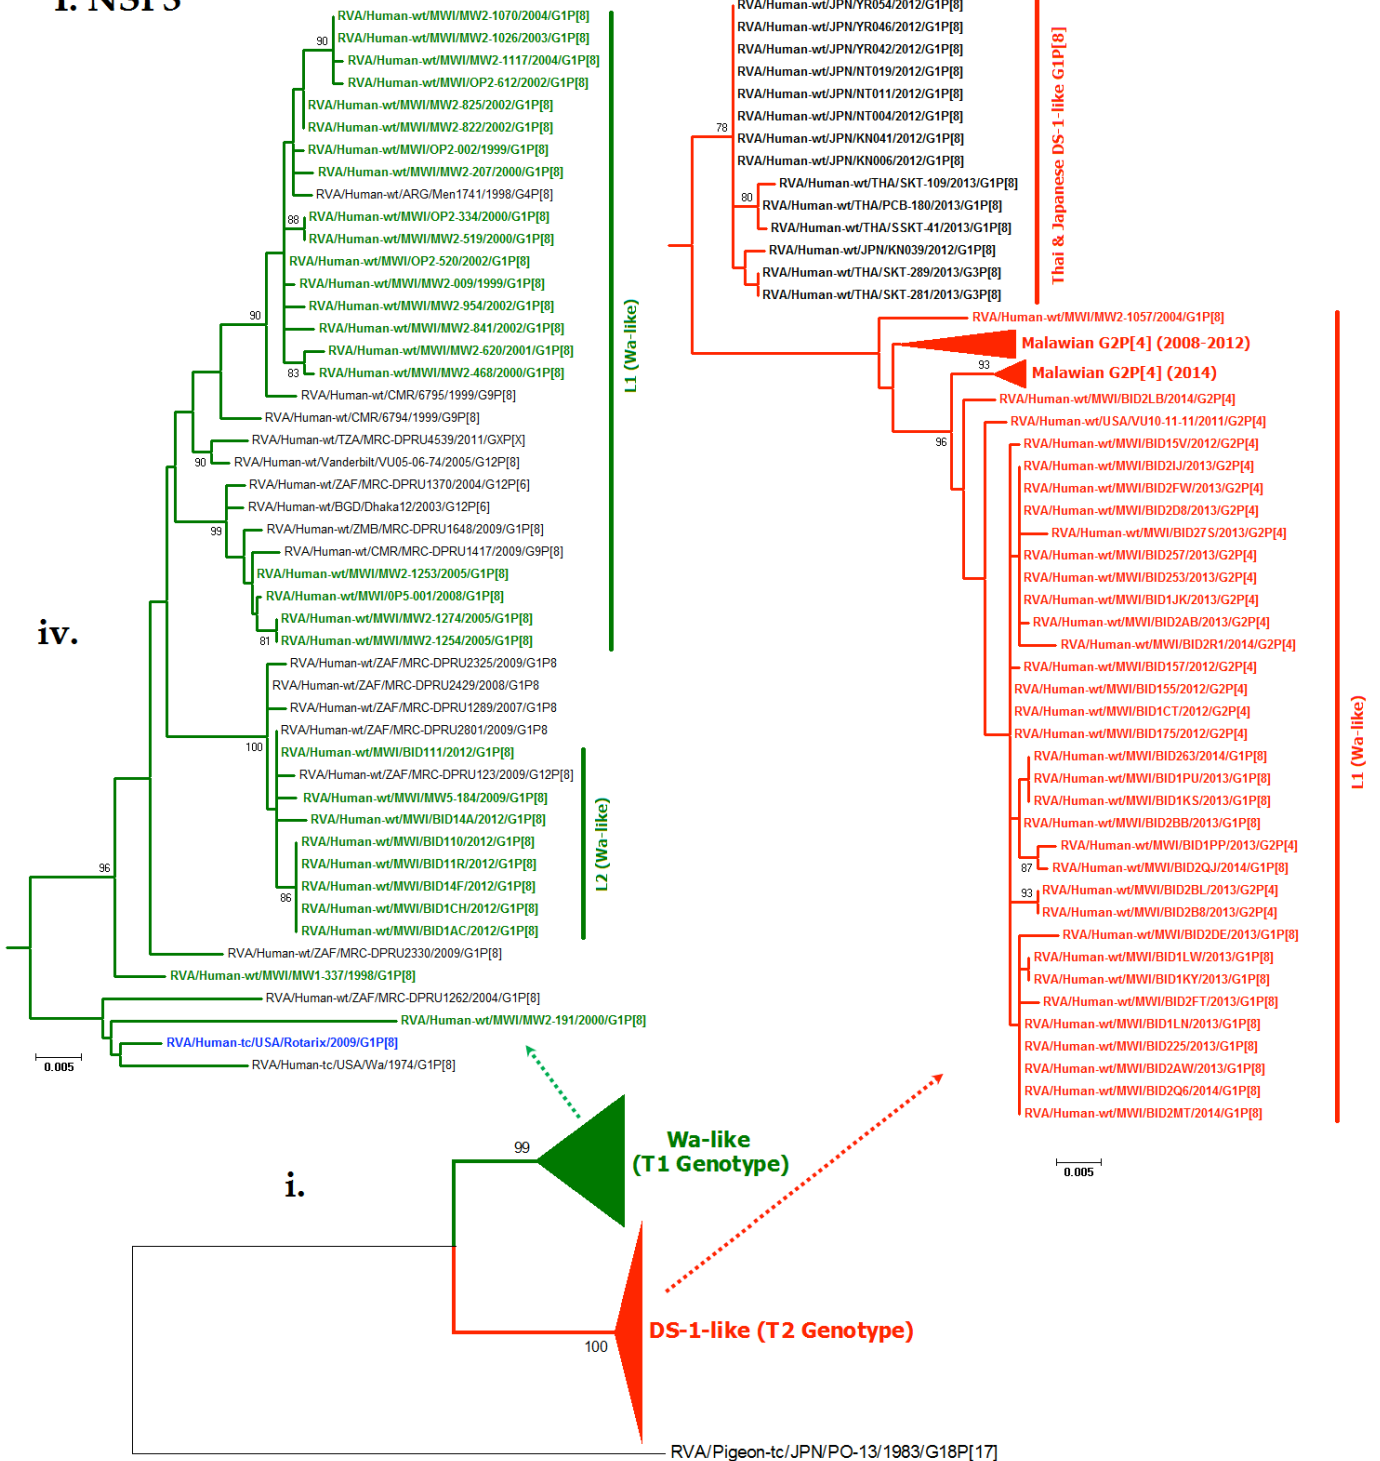 i. NSP3
RVA/Human-wt/MWI/MW2-1070/2004/G1P[8]
RVA/Human-wt/MWI/MW2-1026/2003/G1P[8]
90
RVA/Human-wt/MWI/MW2-1117/2004/G1P[8]
RVA/Human-wt/MWI/OP2-612/2002/G1P[8]
RVA/Human-wt/MWI/MW2-825/2002/G1P[8]
RVA/Human-wt/MWI/MW2-822/2002/G1P[8]
RVA/Human-wt/MWI/OP2-002/1999/G1P[8]
RVA/Human-wt/MWI/MW2-207/2000/G1P[8]
RVA/Human-wt/ARG/Men1741/1998/G4P[8]
RVA/Human-wt/MWI/OP2-334/2000/G1P[8]
88
RVA/Human-wt/MWI/MW2-519/2000/G1P[8]
RVA/Human-wt/MWI/OP2-520/2002/G1P[8]
RVA/Human-wt/MWI/MW2-009/1999/G1P[8]
RVA/Human-wt/MWI/MW2-954/2002/G1P[8]
90
RVA/Human-wt/MWI/MW2-841/2002/G1P[8]
RVA/Human-wt/MWI/MW2-620/2001/G1P[8]
83
RVA/Human-wt/MWI/MW2-468/2000/G1P[8]
RVA/Human-wt/CMR/6795/1999/G9P[8]
RVA/Human-wt/CMR/6794/1999/G9P[8]
RVA/Human-wt/TZA/MRC-DPRU4539/2011/GXP[X]
90
RVA/Human-wt/Vanderbilt/VU05-06-74/2005/G12P[8]
RVA/Human-wt/ZAF/MRC-DPRU1370/2004/G12P[6]
RVA/Human-wt/BGD/Dhaka12/2003/G12P[6]
99
RVA/Human-wt/ZMB/MRC-DPRU1648/2009/G1P[8]
RVA/Human-wt/CMR/MRC-DPRU1417/2009/G9P[8]
RVA/Human-wt/MWI/MW2-1253/2005/G1P[8]
RVA/Human-wt/MWI/0P5-001/2008/G1P[8]
RVA/Human-wt/MWI/MW2-1274/2005/G1P[8]
81
RVA/Human-wt/MWI/MW2-1254/2005/G1P[8]
L1 (Wa-like)
iv.
RVA/Human-wt/ZAF/MRC-DPRU2325/2009/G1P8
RVA/Human-wt/ZAF/MRC-DPRU2429/2008/G1P8
RVA/Human-wt/ZAF/MRC-DPRU1289/2007/G1P8
RVA/Human-wt/ZAF/MRC-DPRU2801/2009/G1P8
100
RVA/Human-wt/MWI/BID111/2012/G1P[8]
RVA/Human-wt/ZAF/MRC-DPRU123/2009/G12P[8]
RVA/Human-wt/MWI/MW5-184/2009/G1P[8]
RVA/Human-wt/MWI/BID14A/2012/G1P[8]
RVA/Human-wt/MWI/BID110/2012/G1P[8]
RVA/Human-wt/MWI/BID11R/2012/G1P[8]
RVA/Human-wt/MWI/BID14F/2012/G1P[8]
86
RVA/Human-wt/MWI/BID1CH/2012/G1P[8]
RVA/Human-wt/MWI/BID1AC/2012/G1P[8]
L2 (Wa-like)
96
RVA/Human-wt/ZAF/MRC-DPRU2330/2009/G1P[8]
RVA/Human-wt/MWI/MW1-337/1998/G1P[8]
RVA/Human-wt/ZAF/MRC-DPRU1262/2004/G1P[8]
RVA/Human-wt/MWI/MW2-191/2000/G1P[8]
RVA/Human-tc/USA/Rotarix/2009/G1P[8]
RVA/Human-tc/USA/Wa/1974/G1P[8]
0.005
RVA/Human-wt/JPN/YR054/2012/G1P[8]
RVA/Human-wt/JPN/YR046/2012/G1P[8]
RVA/Human-wt/JPN/YR042/2012/G1P[8]
RVA/Human-wt/JPN/NT019/2012/G1P[8]
RVA/Human-wt/JPN/NT011/2012/G1P[8]
RVA/Human-wt/JPN/NT004/2012/G1P[8]
78
RVA/Human-wt/JPN/KN041/2012/G1P[8]
RVA/Human-wt/JPN/KN006/2012/G1P[8]
RVA/Human-wt/THA/SKT-109/2013/G1P[8]
80
RVA/Human-wt/THA/PCB-180/2013/G1P[8]
RVA/Human-wt/THA/SSKT-41/2013/G1P[8]
RVA/Human-wt/JPN/KN039/2012/G1P[8]
RVA/Human-wt/THA/SKT-289/2013/G3P[8]
RVA/Human-wt/THA/SKT-281/2013/G3P[8]
Thai & Japanese DS-1-like G1P[8]
RVA/Human-wt/MWI/MW2-1057/2004/G1P[8]
Malawian G2P[4] (2008-2012)
93
Malawian G2P[4] (2014)
RVA/Human-wt/MWI/BID2LB/2014/G2P[4]
RVA/Human-wt/USA/VU10-11-11/2011/G2P[4]
96
RVA/Human-wt/MWI/BID15V/2012/G2P[4]
RVA/Human-wt/MWI/BID2IJ/2013/G2P[4]
RVA/Human-wt/MWI/BID2FW/2013/G2P[4]
RVA/Human-wt/MWI/BID2D8/2013/G2P[4]
RVA/Human-wt/MWI/BID27S/2013/G2P[4]
RVA/Human-wt/MWI/BID257/2013/G2P[4]
RVA/Human-wt/MWI/BID253/2013/G2P[4]
RVA/Human-wt/MWI/BID1JK/2013/G2P[4]
RVA/Human-wt/MWI/BID2AB/2013/G2P[4]
RVA/Human-wt/MWI/BID2R1/2014/G2P[4]
RVA/Human-wt/MWI/BID157/2012/G2P[4]
RVA/Human-wt/MWI/BID155/2012/G2P[4]
RVA/Human-wt/MWI/BID1CT/2012/G2P[4]
RVA/Human-wt/MWI/BID175/2012/G2P[4]
RVA/Human-wt/MWI/BID263/2014/G1P[8]
RVA/Human-wt/MWI/BID1PU/2013/G1P[8]
RVA/Human-wt/MWI/BID1KS/2013/G1P[8]
RVA/Human-wt/MWI/BID2BB/2013/G1P[8]
RVA/Human-wt/MWI/BID1PP/2013/G2P[4]
87
RVA/Human-wt/MWI/BID2QJ/2014/G1P[8]
RVA/Human-wt/MWI/BID2BL/2013/G2P[4]
93
RVA/Human-wt/MWI/BID2B8/2013/G2P[4]
RVA/Human-wt/MWI/BID2DE/2013/G1P[8]
RVA/Human-wt/MWI/BID1LW/2013/G1P[8]
RVA/Human-wt/MWI/BID1KY/2013/G1P[8]
RVA/Human-wt/MWI/BID2FT/2013/G1P[8]
RVA/Human-wt/MWI/BID1LN/2013/G1P[8]
RVA/Human-wt/MWI/BID225/2013/G1P[8]
RVA/Human-wt/MWI/BID2AW/2013/G1P[8]
RVA/Human-wt/MWI/BID2Q6/2014/G1P[8]
RVA/Human-wt/MWI/BID2MT/2014/G1P[8]
L1 (Wa-like)
0.005
i.
99
Wa-like
(T1 Genotype)
100
DS-1-like (T2 Genotype)
RVA/Pigeon-tc/JPN/PO-13/1983/G18P[17]